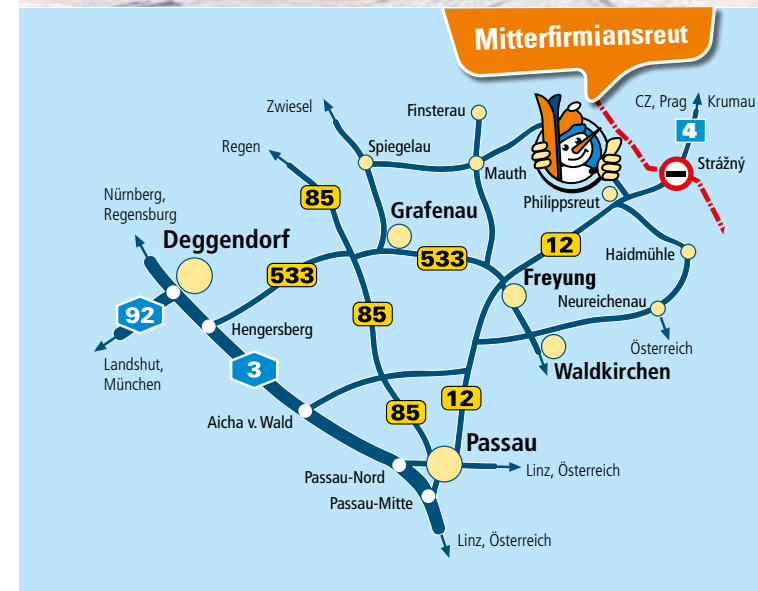 Mitterfirmiansreut
CZ, Prag
Krumau
4
Zwiesel
Finsterau
Strážný
Regen
Spiegelau
Mauth
85
Philippsreut
Nürnberg,
Regensburg
Grafenau
Deggendorf
12
Haidmühle
533
533
Freyung
Neureichenau
92
85
Hengersberg
Österreich
Landshut,
München
3
Waldkirchen
12
85
Aicha v. Wald
Passau
Linz, Österreich
Passau-Nord
Passau-Mitte
Linz, Österreich